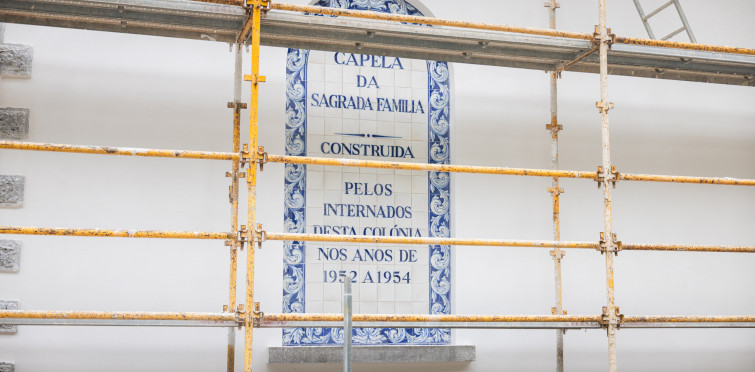 CAPELA
DA
SAGRADA FAMILIA
CONSTRUIDA
PELOS
INTERNADOS
DESTA COLÓNIA
NOS ANOS DE
1952 A 1954